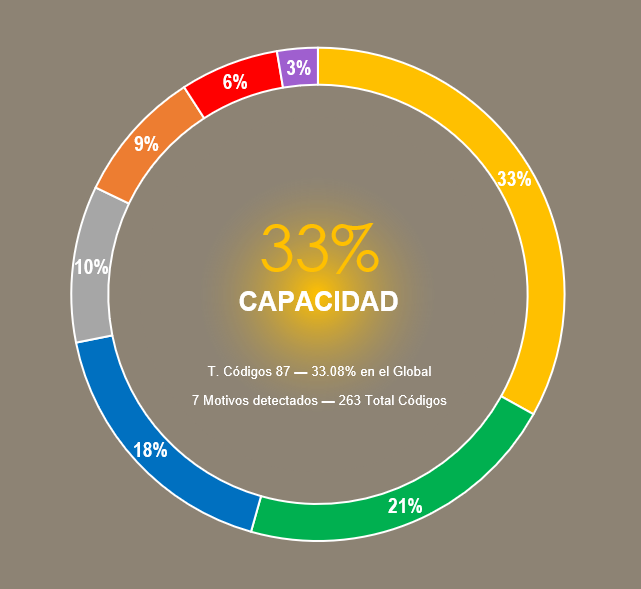 3%
6%
9%
33%
33%
CAPACIDAD
10%
T. Códigos 87 — 33.08% en el Global
7 Motivos detectados — 263 Total Códigos
18%
21%